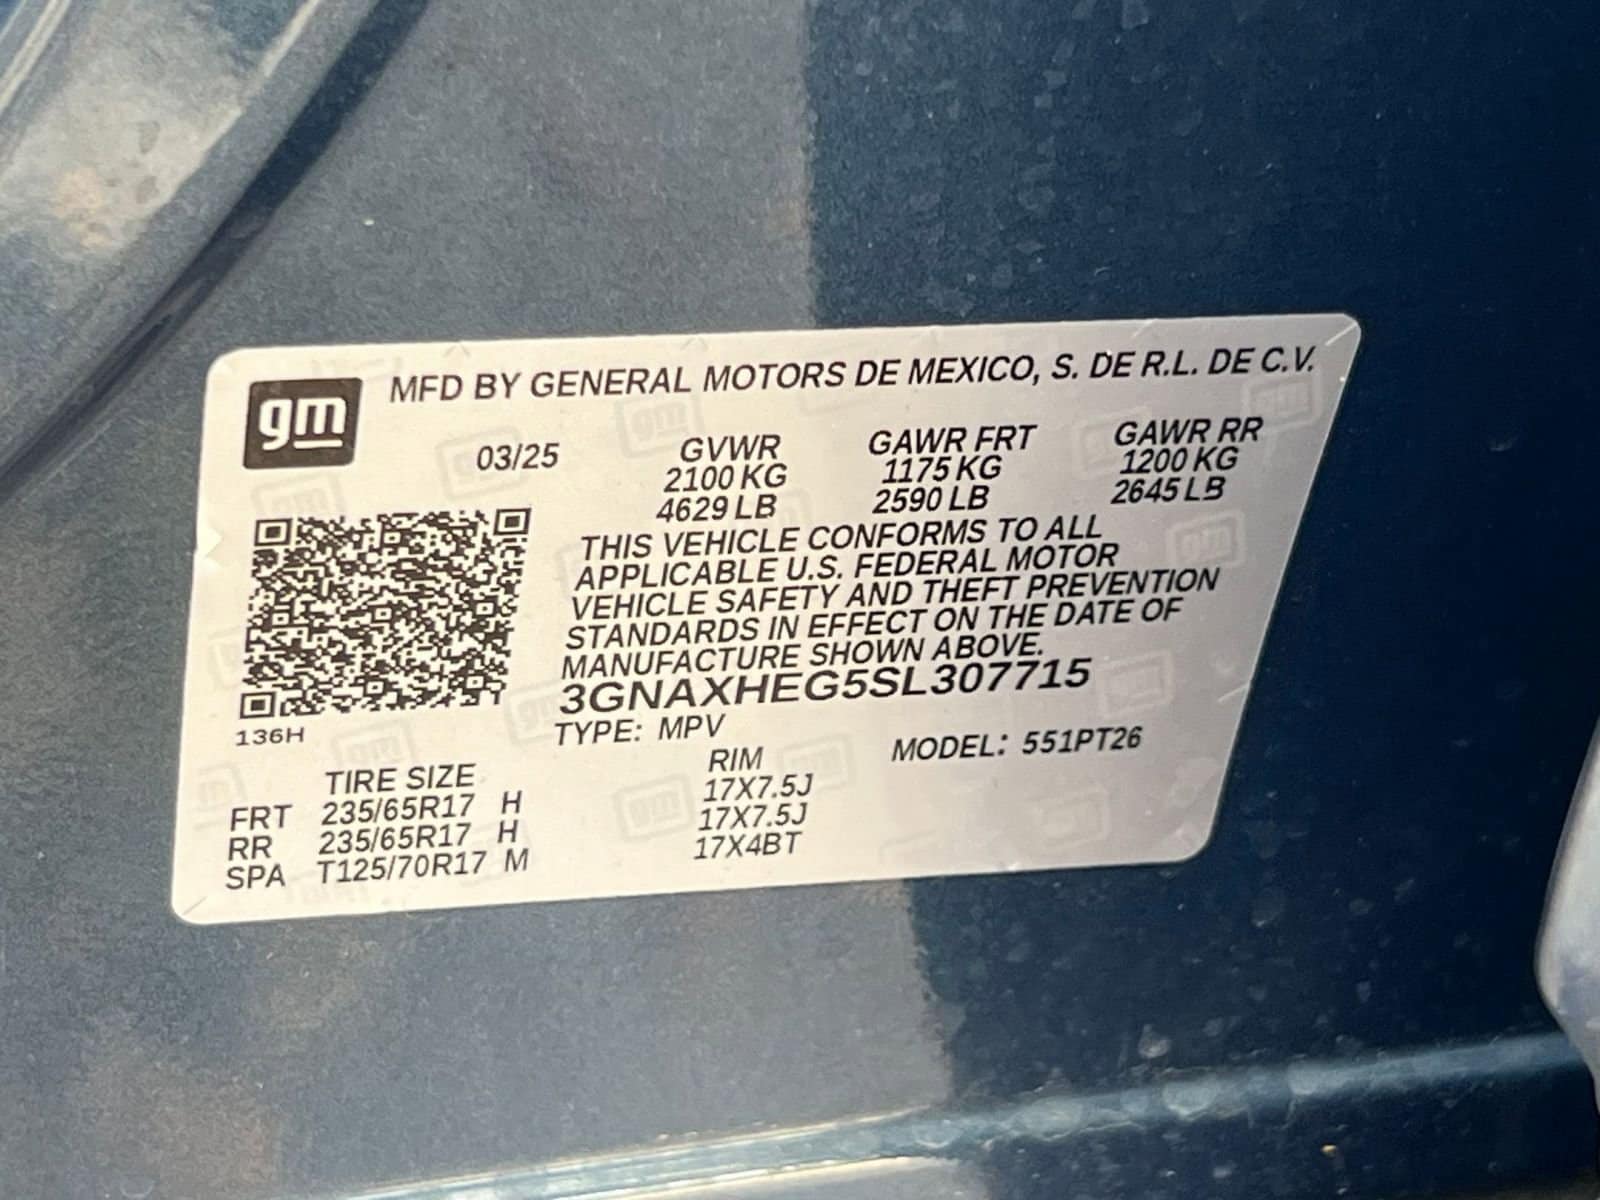 gm
MFD BY GENERAL MOTORS DE MEXICO, S. DE R.L. DE C.V.
03/25 GVWR GAWR FRT GAWR RR
2100 KG 1175 KG 1200 KG
4629 LB 2590 LB 2645 LB
THIS VEHICLE CONFORMS TO ALL
APPLICABLE U.S. FEDERAL MOTOR
VEHICLE SAFETY AND THEFT PREVENTION
STANDARDS IN EFFECT ON THE DATE OF
MANUFACTURE SHOWN ABOVE.
3GNAXHEG5SL307715
136H
TYPE: MPV MODEL: 551PT26
TIRE SIZE RIM
FRT 235/65R17 H 17X7.5J
RR 235/65R17 H 17X7.5J
SPA T125/70R17 M 17X4BT